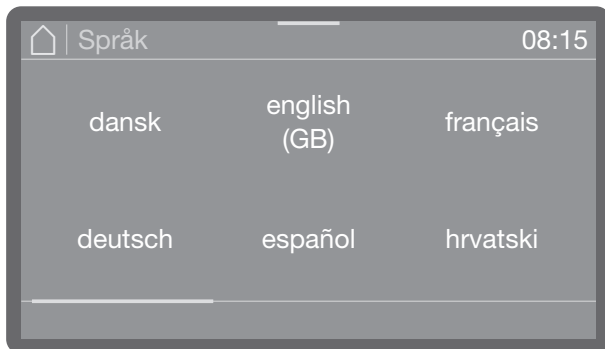 Språk 08:15
dansk english (GB) français
deutsch español hrvatski